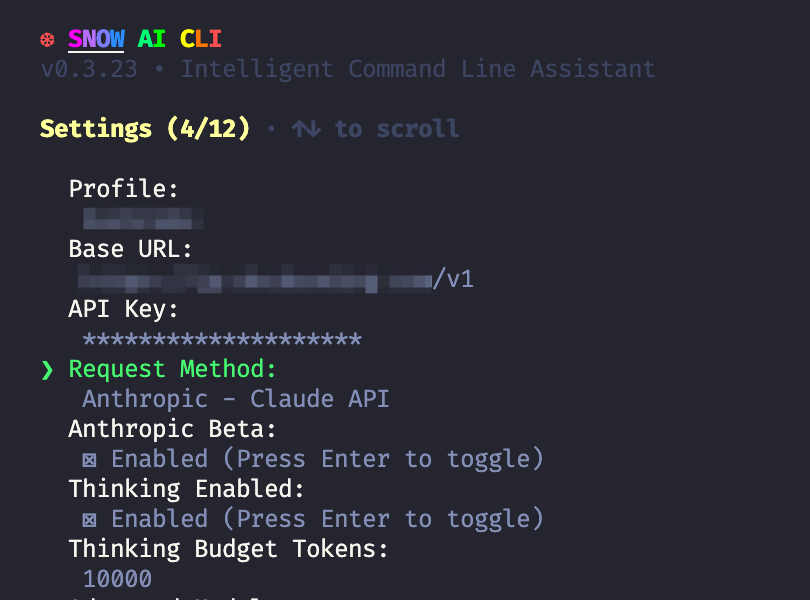 ❆ SNOW AI CLI
v0.3.23 • Intelligent Command Line Assistant
Settings (4/12) · ↑↓ to scroll
Profile:
Base URL:
/v1
API Key:
********************
❯ Request Method:
Anthropic - Claude API
Anthropic Beta:
☒ Enabled (Press Enter to toggle)
Thinking Enabled:
☒ Enabled (Press Enter to toggle)
Thinking Budget Tokens:
10000